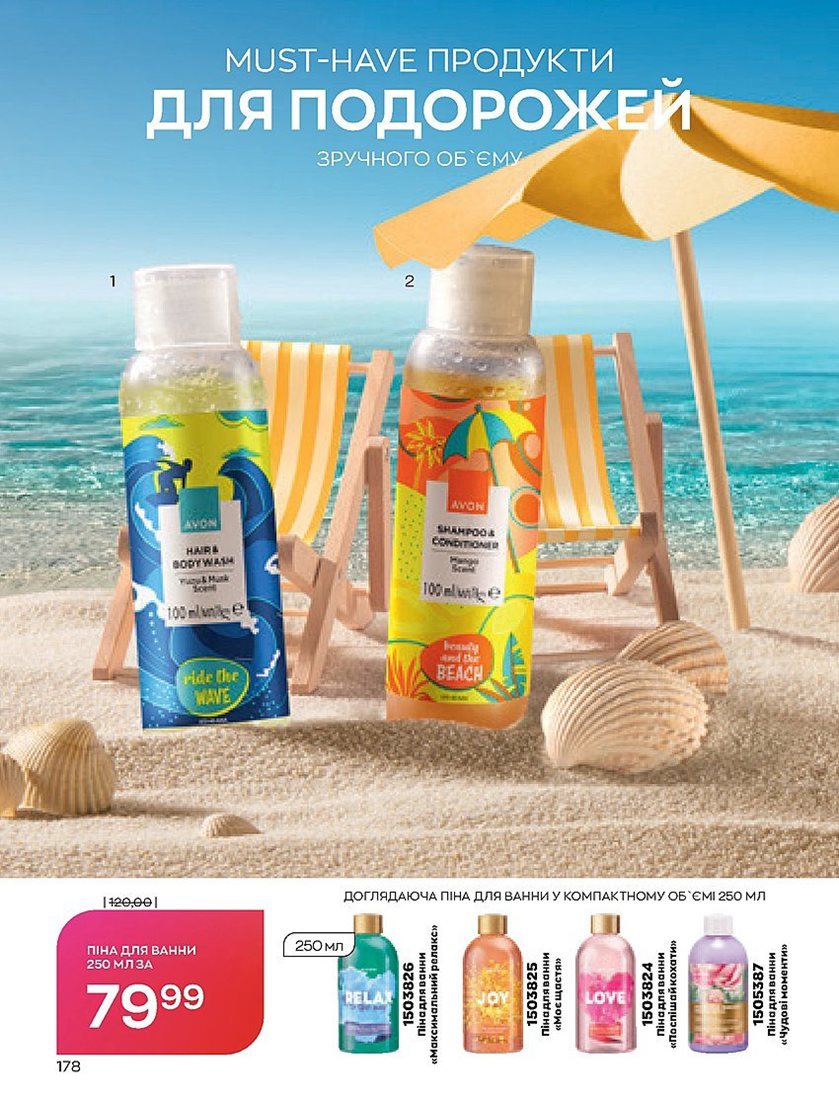 MUST-HAVE ПРОДУКТИ
ДЛЯ ПОДОРОЖЕЙ
ЗРУЧНОГО ОБ`ЄМУ
1
2
AVON
HAIR &
BODY WASH
Yuzu & Musk
Scent
100 ml
ride the
WAVE
AVON
SHAMPOO &
CONDITIONER
Mango
Scent
100 ml
beauty
and the
BEACH
120,00
ПІНА ДЛЯ ВАННИ
250 МЛ ЗА
79 99
ДОГЛЯДАЮЧА ПІНА ДЛЯ ВАННИ У КОМПАКТНОМУ ОБ`ЄМІ 250 МЛ
250 мл
RELAX
1503826
Піна для ванни
«Максимальний релакс»
JOY
1503825
Піна для ванни
«Моє щастя»
LOVE
1503824
Піна для ванни
«Поспішай кохати»
1505387
Піна для ванни
«Чудові моменти»
178